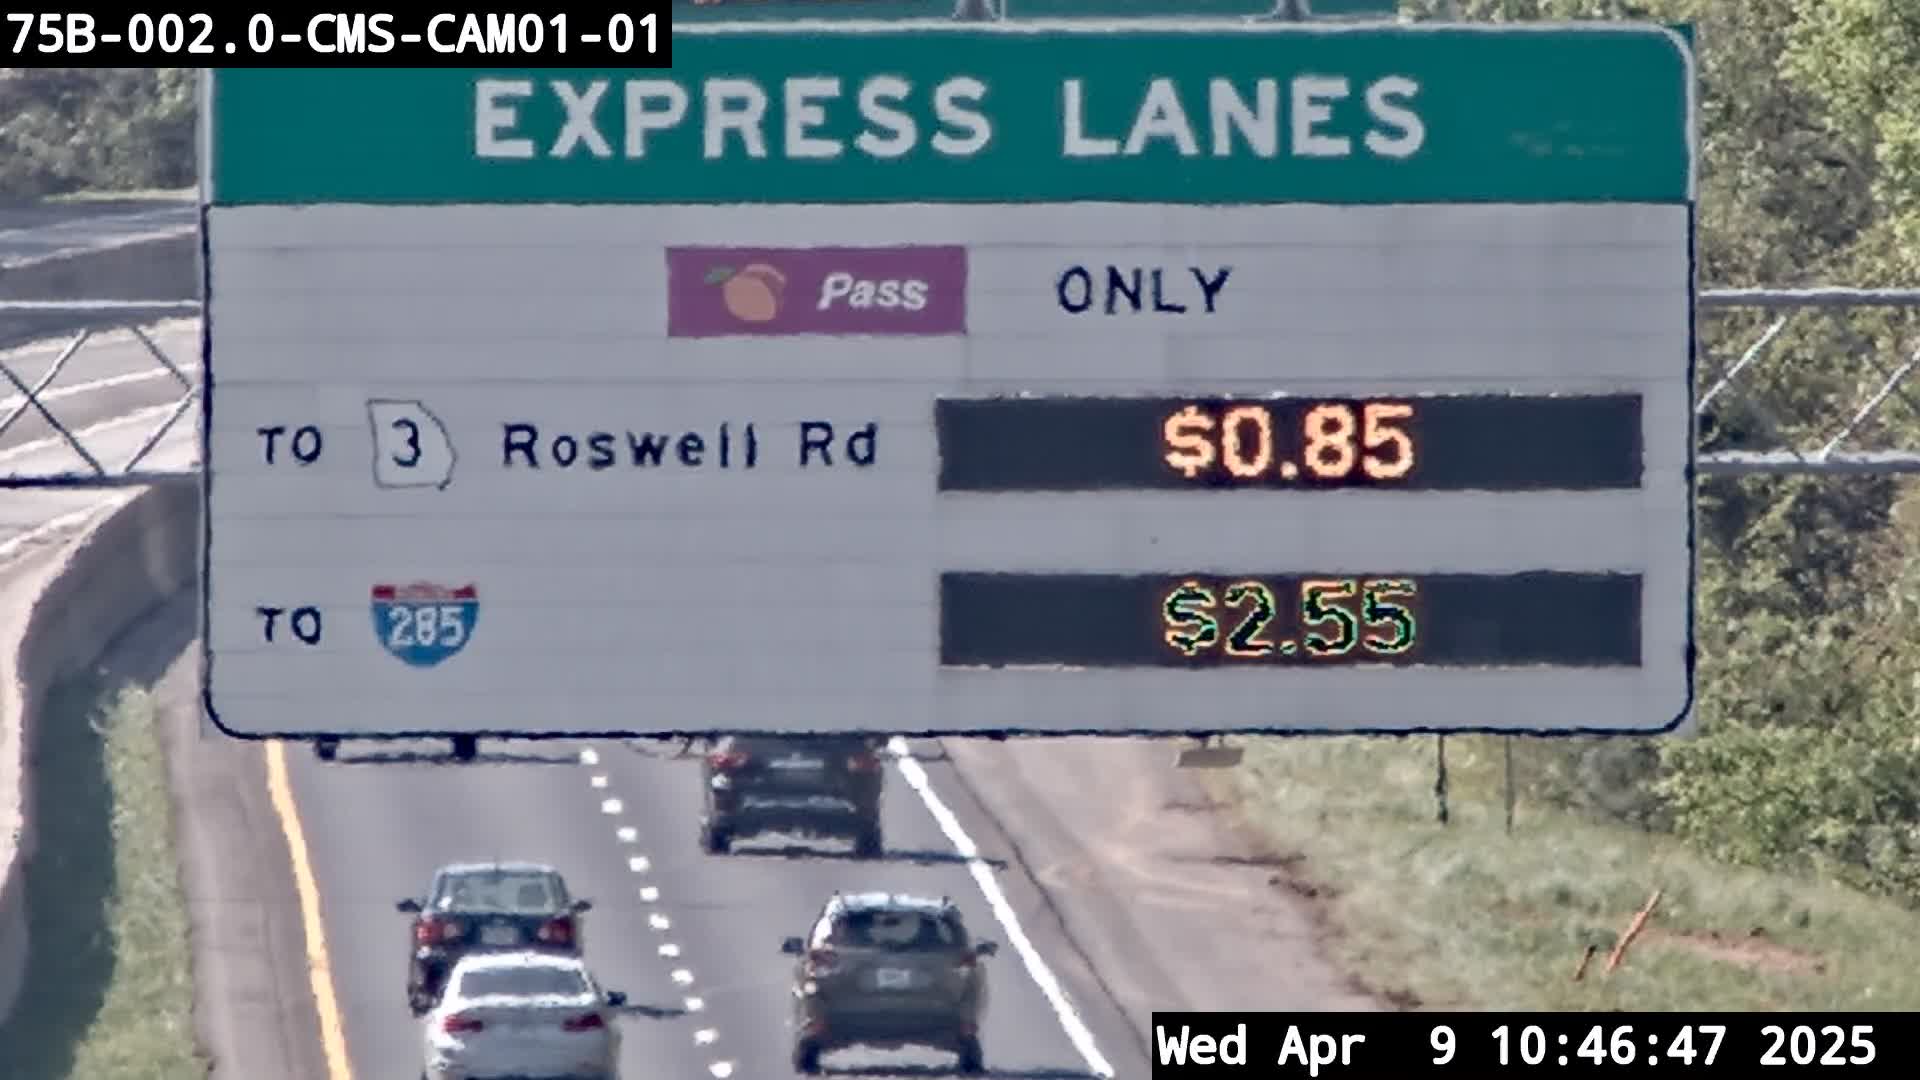 75B-002.0-CMS-CAM01-01
EXPRESS LANES
Pass ONLY
TO 3 Roswell Rd $0.85
TO 285 $2.55
Wed Apr 9 10:46:47 2025